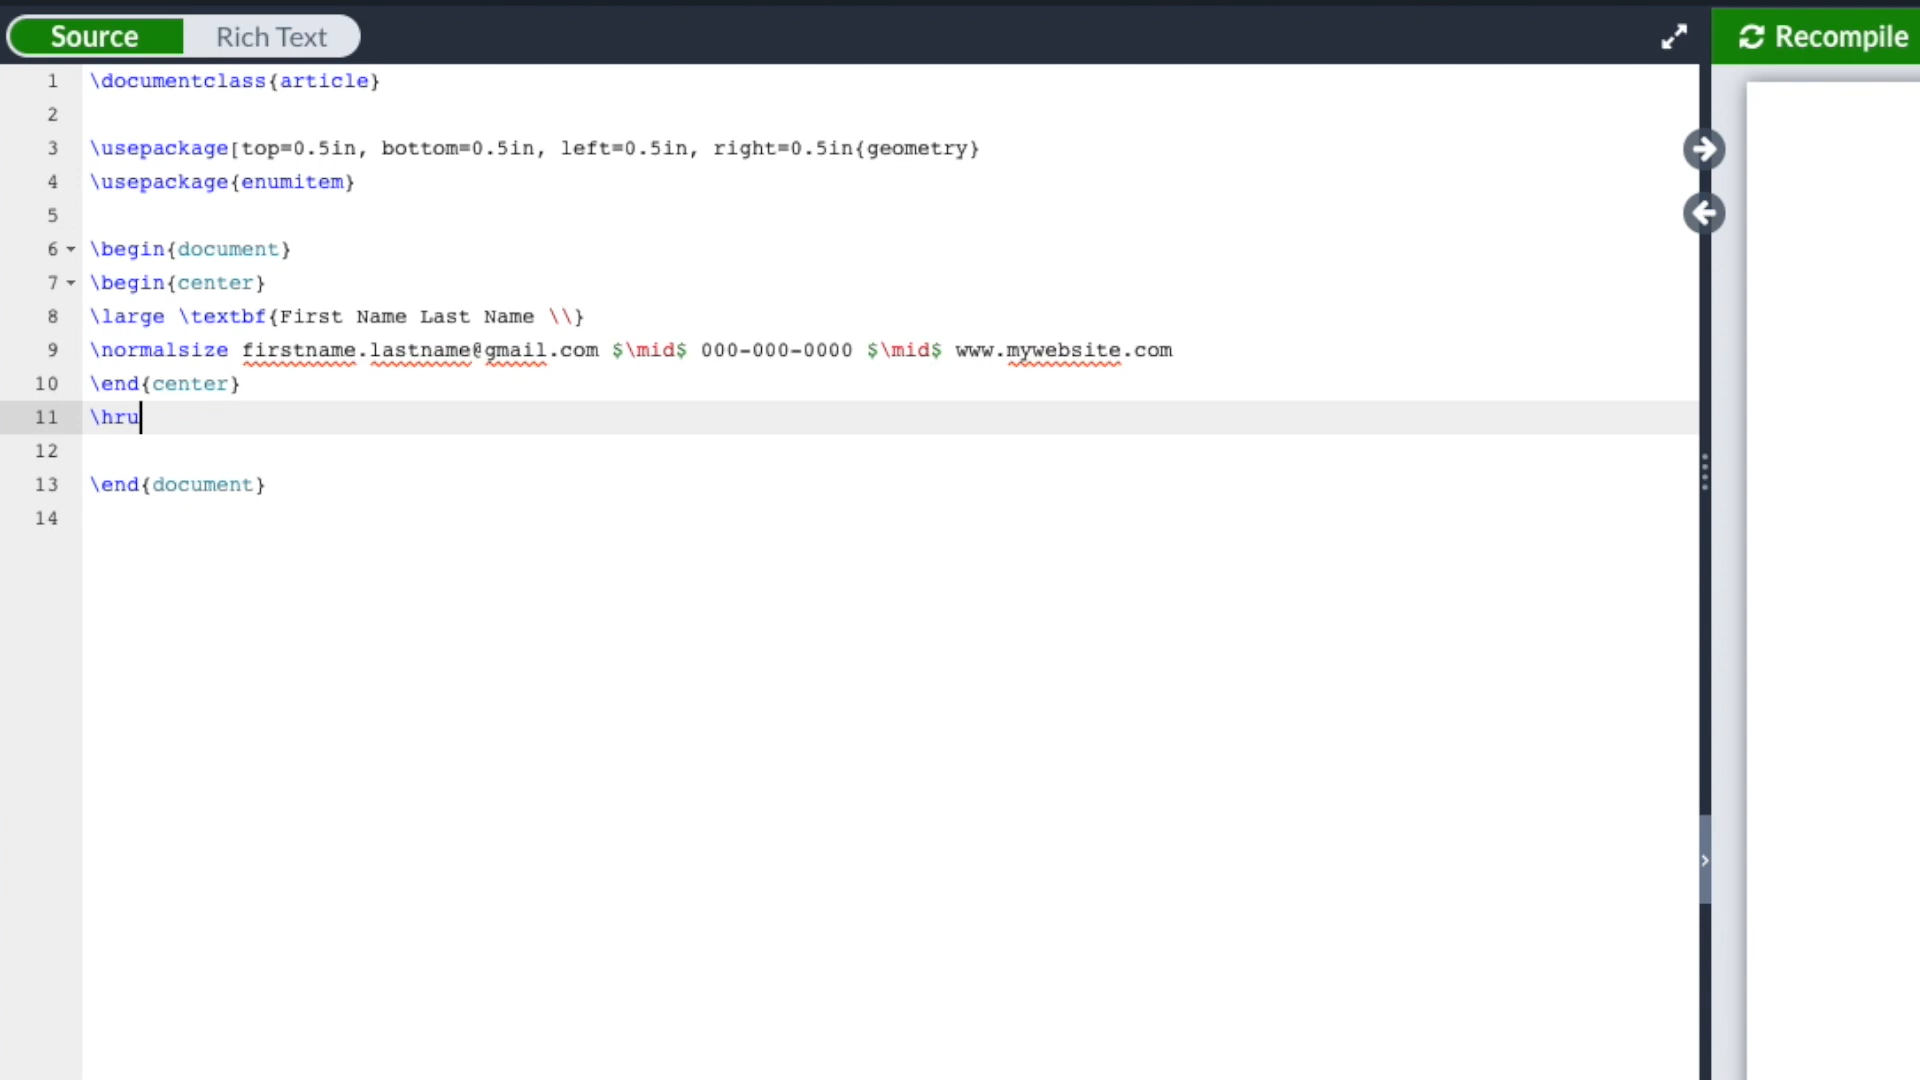 Source Rich Text Recompile
1 \documentclass{article}
2
3 \usepackage[top=0.5in, bottom=0.5in, left=0.5in, right=0.5in{geometry}
4 \usepackage{enumitem}
5
6 \begin{document}
7 \begin{center}
8 \large \textbf{First Name Last Name \\}
9 \normalsize firstname.lastname@gmail.com $\mid$ 000-000-0000 $\mid$ www.mywebsite.com
10 \end{center}
11 \hru
12
13 \end{document}
14